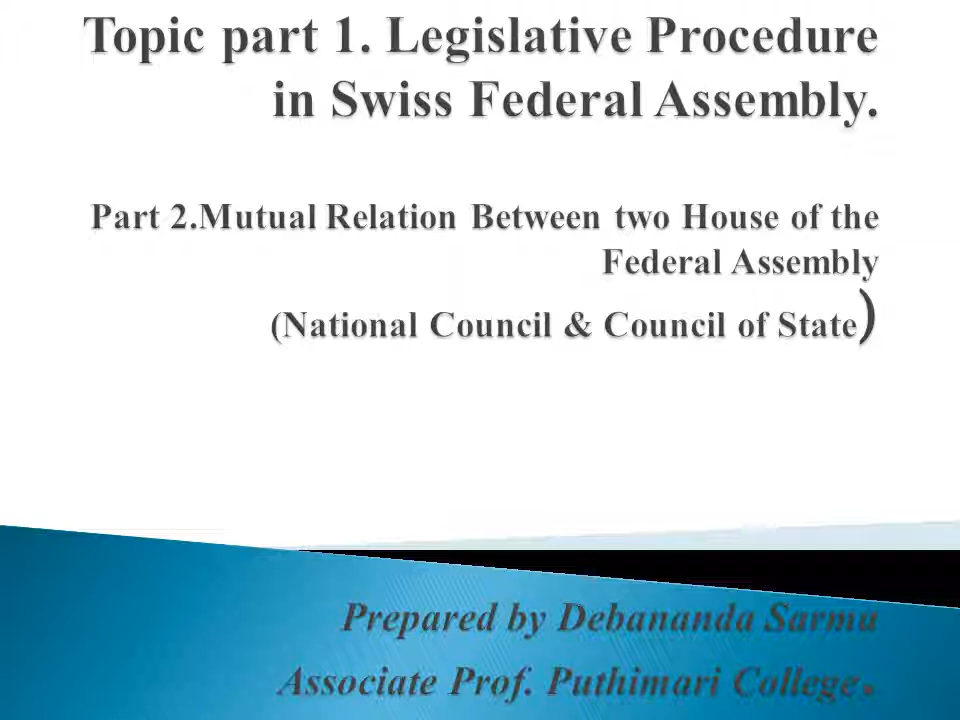 Topic part 1. Legislative Procedure
in Swiss Federal Assembly.
Part 2.Mutual Relation Between two House of the
Federal Assembly
(National Council & Council of State)
Prepared by Debananda Sarma
Associate Prof. Puthimari College.